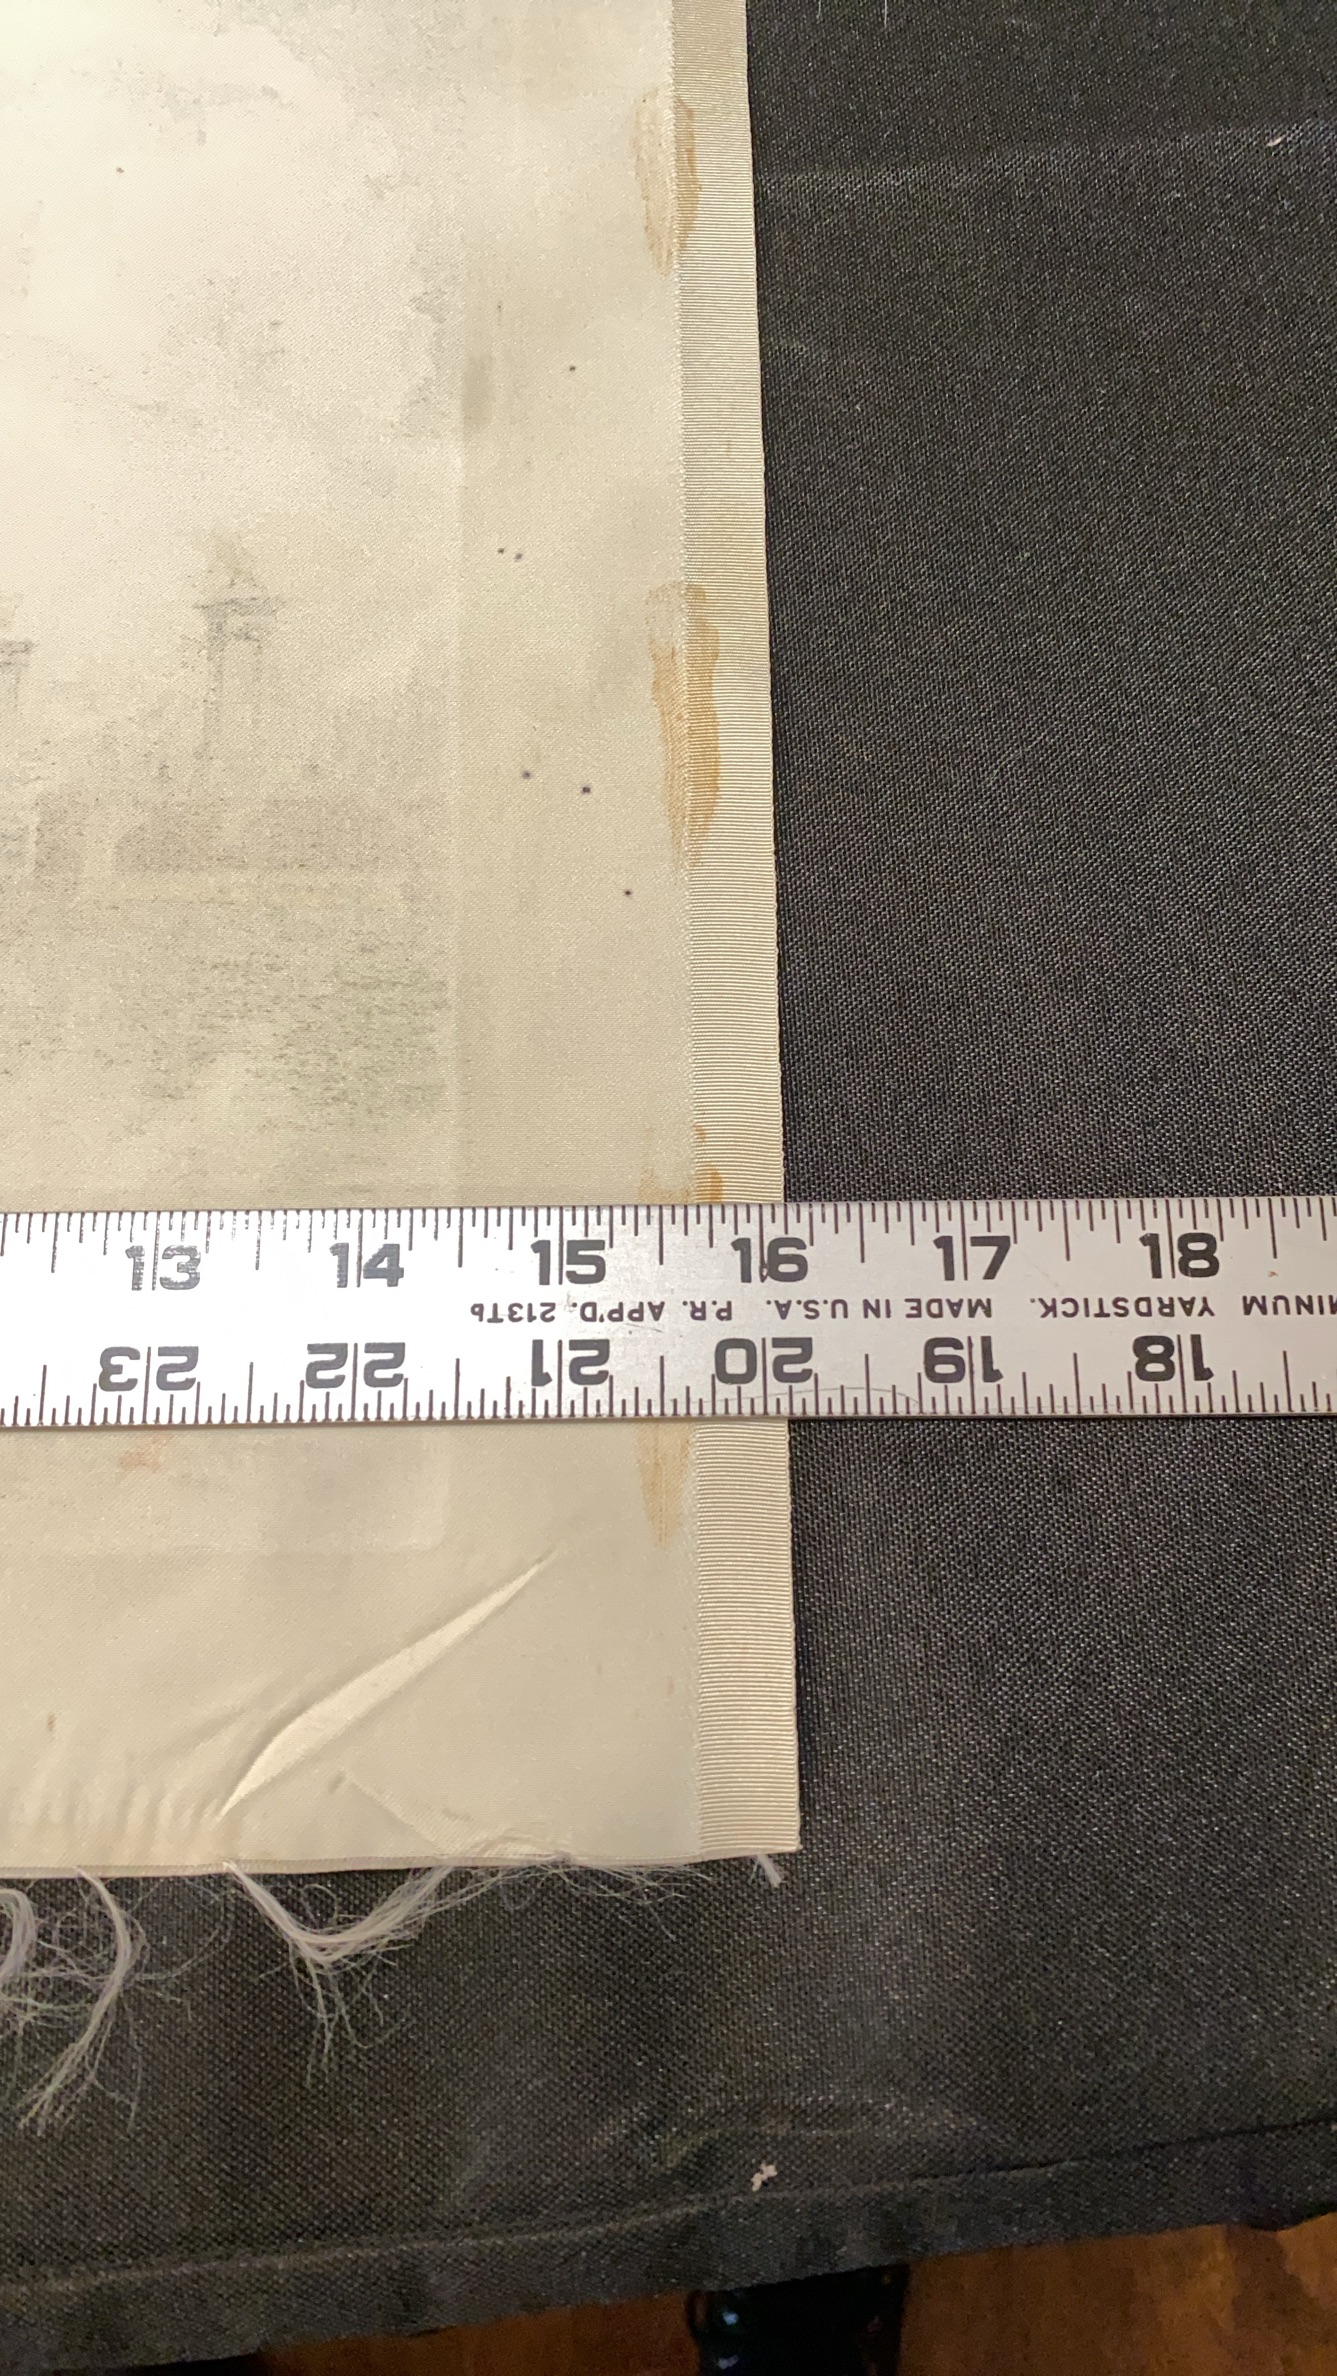 13 14 15 16 17 18
MINUM YARDSTICK. MADE IN U.S.A. P.R. APP'D. 213Tb
18 19 20 21 22 23